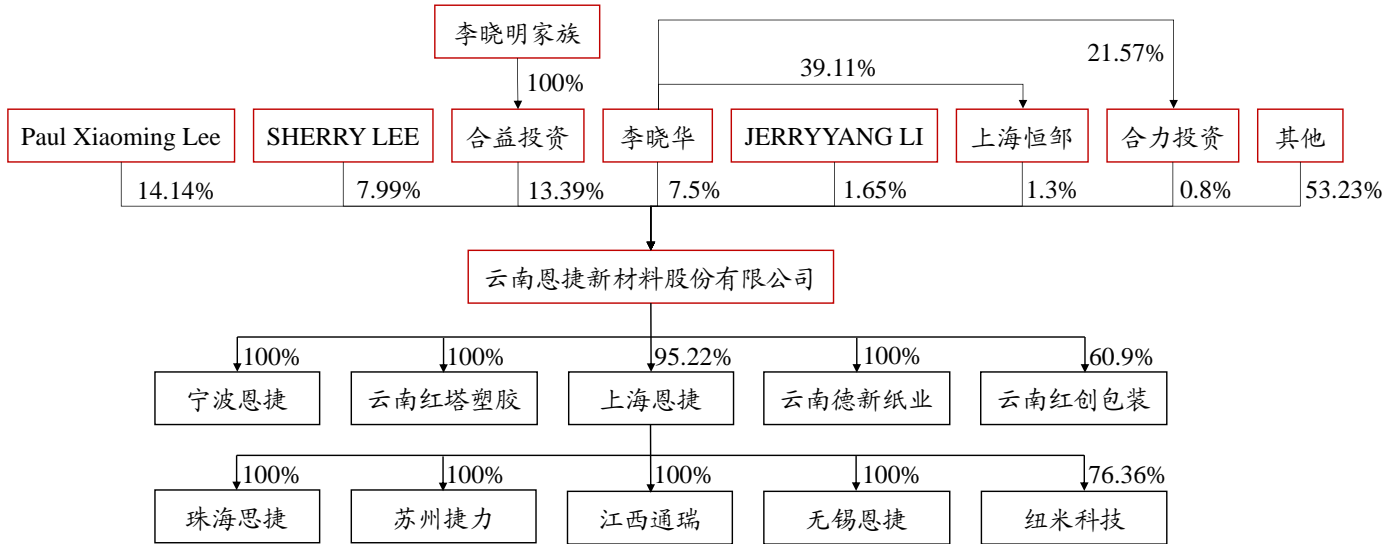 李晓明家族
100%
39.11%
21.57%
Paul Xiaoming Lee
SHERRY LEE
合益投资
李晓华
JERRYYANG LI
上海恒邹
合力投资
其他
14.14%
7.99%
13.39%
7.5%
1.65%
1.3%
0.8%
53.23%
云南恩捷新材料股份有限公司
100%
100%
95.22%
100%
60.9%
宁波恩捷
云南红塔塑胶
上海恩捷
云南德新纸业
云南红创包装
100%
100%
100%
100%
76.36%
珠海思捷
苏州捷力
江西通瑞
无锡恩捷
纽米科技